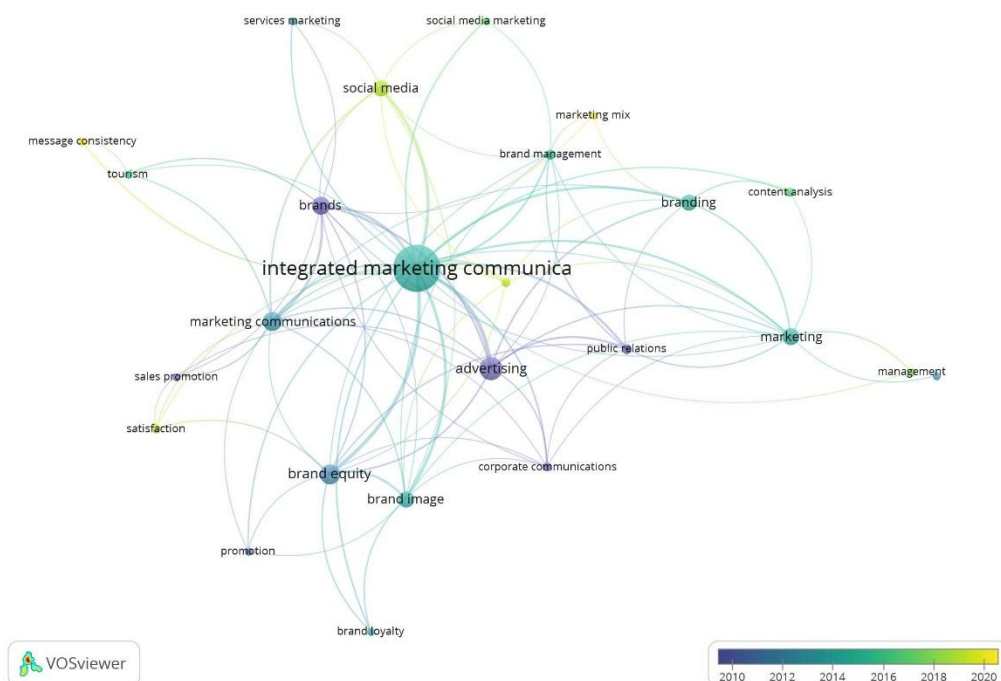 services marketing
social media marketing
social media
marketing mix
message consistency
brand management
tourism
content analysis
brands
branding
integrated marketing communica
marketing communications
marketing
public relations
advertising
sales promotion
management
satisfaction
corporate communications
brand equity
brand image
promotion
brand loyalty
VOSviewer
2010 2012 2014 2016 2018 2020